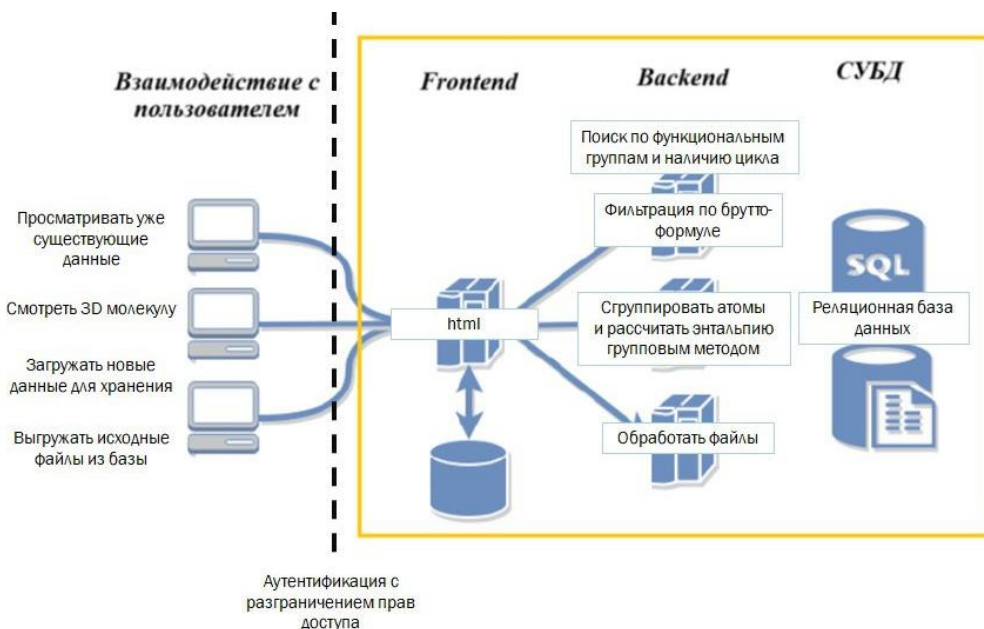 Взаимодействие с
пользователем
Frontend
Backend
СУБД
Просматривать уже
существующие
данные
Смотреть 3D молекулу
Загружать новые
данные для хранения
Выгружать исходные
файлы из базы
html
Поиск по функциональным
группам и наличию цикла
Фильтрация по брутто-
формуле
Сгруппировать атомы
и рассчитать энтальпию
групповым методом
Обработать файлы
SQL
Реляционная база
данных
Аутентификация с
разграничением прав
доступа